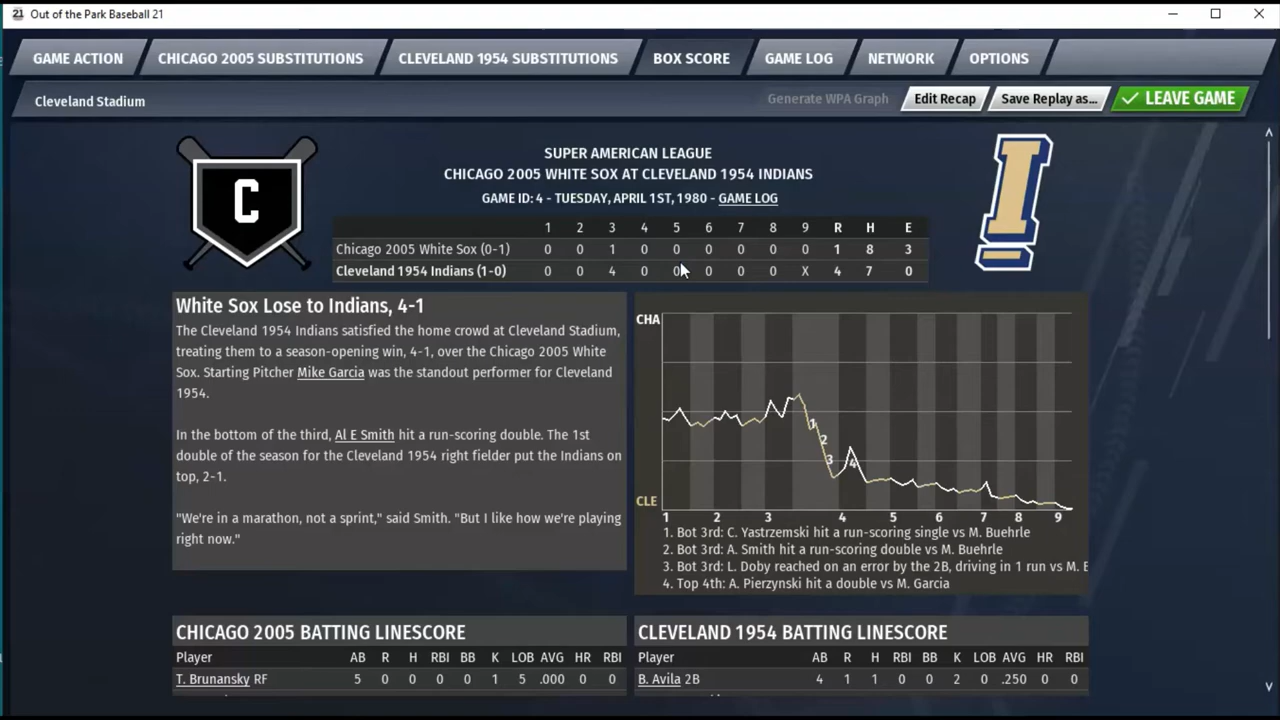 21 Out of the Park Baseball 21
GAME ACTION CHICAGO 2005 SUBSTITUTIONS CLEVELAND 1954 SUBSTITUTIONS BOX SCORE GAME LOG NETWORK OPTIONS
Cleveland Stadium Generate WPA Graph Edit Recap Save Replay as... LEAVE GAME
C
I
SUPER AMERICAN LEAGUE
CHICAGO 2005 WHITE SOX AT CLEVELAND 1954 INDIANS
GAME ID: 4 - TUESDAY, APRIL 1ST, 1980 - GAME LOG
1 2 3 4 5 6 7 8 9 R H E
Chicago 2005 White Sox (0-1) 0 0 1 0 0 0 0 0 0 1 8 3
Cleveland 1954 Indians (1-0) 0 0 4 0 0 0 0 0 X 4 7 0
White Sox Lose to Indians, 4-1
The Cleveland 1954 Indians satisfied the home crowd at Cleveland Stadium,
treating them to a season-opening win, 4-1, over the Chicago 2005 White
Sox. Starting Pitcher Mike Garcia was the standout performer for Cleveland
1954.
In the bottom of the third, Al E Smith hit a run-scoring double. The 1st
double of the season for the Cleveland 1954 right fielder put the Indians on
top, 2-1.
"We're in a marathon, not a sprint," said Smith. "But I like how we're playing
right now."
CHA
1
2
3
4
CLE
1 2 3 4 5 6 7 8 9
1. Bot 3rd: C. Yastrzemski hit a run-scoring single vs M. Buehrle
2. Bot 3rd: A. Smith hit a run-scoring double vs M. Buehrle
3. Bot 3rd: L. Doby reached on an error by the 2B, driving in 1 run vs M. E
4. Top 4th: A. Pierzynski hit a double vs M. Garcia
CHICAGO 2005 BATTING LINESCORE
Player AB R H RBI BB K LOB AVG HR RBI
T. Brunansky RF 5 0 0 0 0 1 5 .000 0 0
CLEVELAND 1954 BATTING LINESCORE
Player AB R H RBI BB K LOB AVG HR RBI
B. Avila 2B 4 1 1 0 0 2 0 .250 0 0